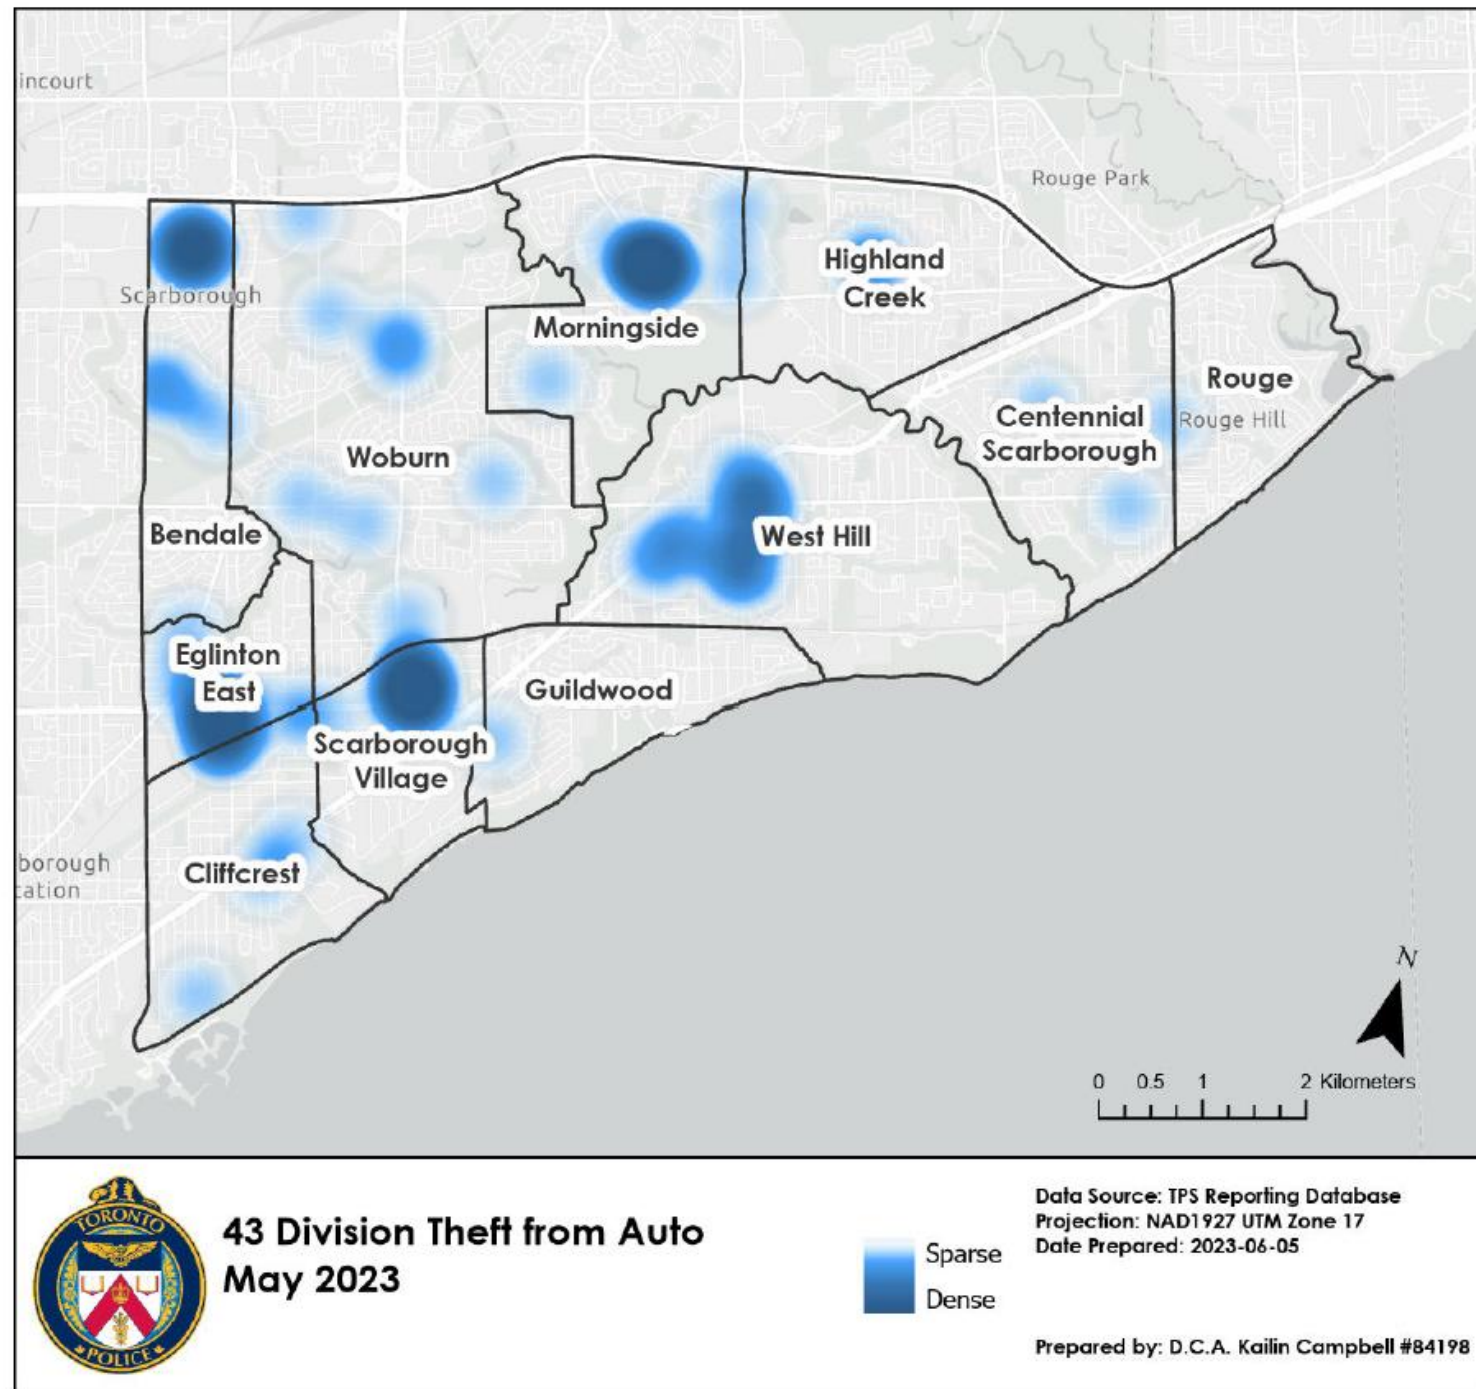 incourt
Rouge Park
Highland
Creek
Scarborough
Morningside
Rouge
Centennial
Scarborough
Rouge Hill
Woburn
Bendale
West Hill
Eglinton
East
Guildwood
Scarborough
Village
borough
cation
Cliffcrest
N
0 0.5 1 2 Kilometers
TORONTO
POLICE
43 Division Theft from Auto
May 2023
Sparse
Dense
Data Source: TPS Reporting Database
Projection: NAD1927 UTM Zone 17
Date Prepared: 2023-06-05
Prepared by: D.C.A. Kailin Campbell #84198